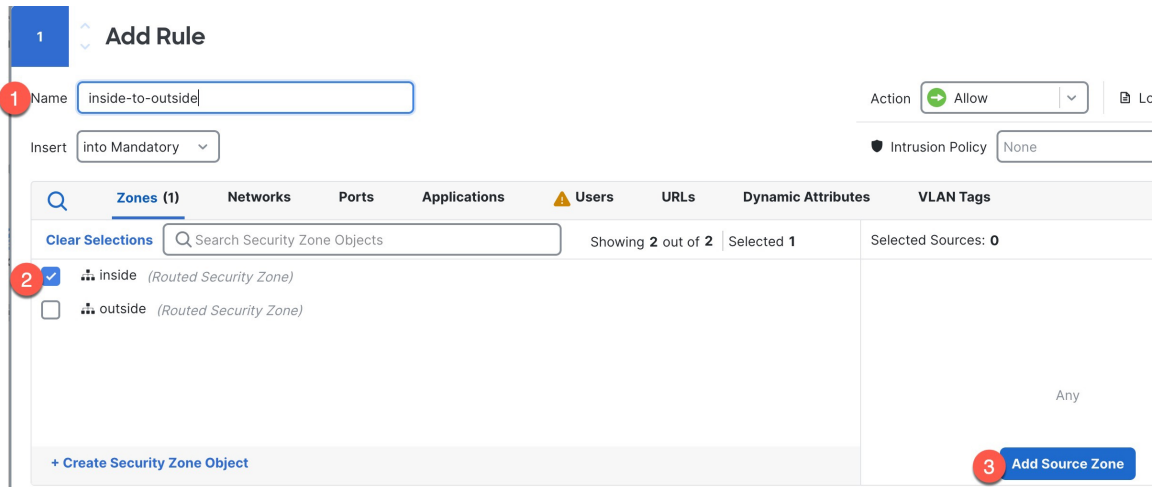 1 Add Rule
1 Name inside-to-outside Action Allow Lo
Insert into Mandatory Intrusion Policy None
Zones (1) Networks Ports Applications Users URLs Dynamic Attributes VLAN Tags
Clear Selections Search Security Zone Objects Showing 2 out of 2 Selected 1 Selected Sources: 0
2 inside (Routed Security Zone)
outside (Routed Security Zone)
Any
+ Create Security Zone Object 3 Add Source Zone